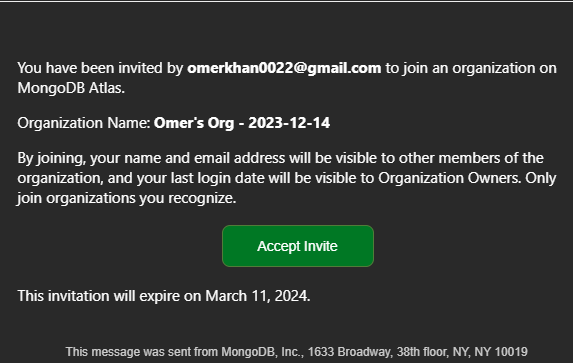 You have been invited by omerkhan0022@gmail.com to join an organization on
MongoDB Atlas.
Organization Name: Omer's Org - 2023-12-14
By joining, your name and email address will be visible to other members of the
organization, and your last login date will be visible to Organization Owners. Only
join organizations you recognize.
Accept Invite
This invitation will expire on March 11, 2024.
This message was sent from MongoDB, Inc., 1633 Broadway, 38th floor, NY, NY 10019